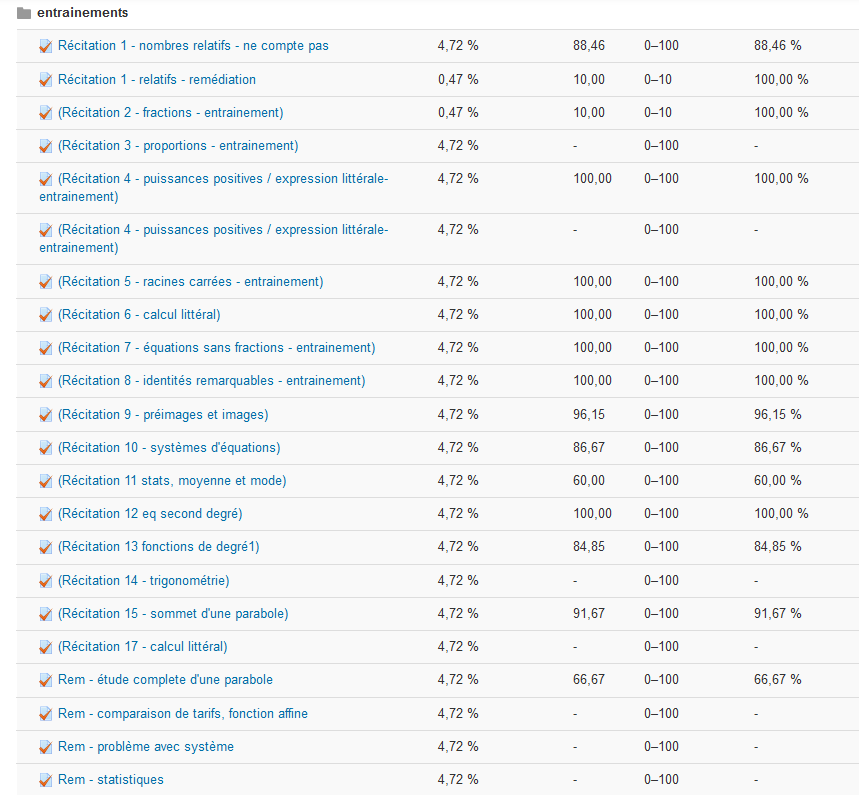 entrainements
Récitation 1 - nombres relatifs - ne compte pas 4,72 % 88,46 0–100 88,46 %
Récitation 1 - relatifs - remédiation 0,47 % 10,00 0–10 100,00 %
(Récitation 2 - fractions - entrainement) 0,47 % 10,00 0–10 100,00 %
(Récitation 3 - proportions - entrainement) 4,72 % - 0–100 -
(Récitation 4 - puissances positives / expression littérale- 4,72 % 100,00 0–100 100,00 %
entrainement)
(Récitation 4 - puissances positives / expression littérale- 4,72 % - 0–100 -
entrainement)
(Récitation 5 - racines carrées - entrainement) 4,72 % 100,00 0–100 100,00 %
(Récitation 6 - calcul littéral) 4,72 % 100,00 0–100 100,00 %
(Récitation 7 - équations sans fractions - entrainement) 4,72 % 100,00 0–100 100,00 %
(Récitation 8 - identités remarquables - entrainement) 4,72 % 100,00 0–100 100,00 %
(Récitation 9 - préimages et images) 4,72 % 96,15 0–100 96,15 %
(Récitation 10 - systèmes d'équations) 4,72 % 86,67 0–100 86,67 %
(Récitation 11 stats, moyenne et mode) 4,72 % 60,00 0–100 60,00 %
(Récitation 12 eq second degré) 4,72 % 100,00 0–100 100,00 %
(Récitation 13 fonctions de degré1) 4,72 % 84,85 0–100 84,85 %
(Récitation 14 - trigonométrie) 4,72 % - 0–100 -
(Récitation 15 - sommet d'une parabole) 4,72 % 91,67 0–100 91,67 %
(Récitation 17 - calcul littéral) 4,72 % - 0–100 -
Rem - étude complete d'une parabole 4,72 % 66,67 0–100 66,67 %
Rem - comparaison de tarifs, fonction affine 4,72 % - 0–100 -
Rem - problème avec système 4,72 % - 0–100 -
Rem - statistiques 4,72 % - 0–100 -